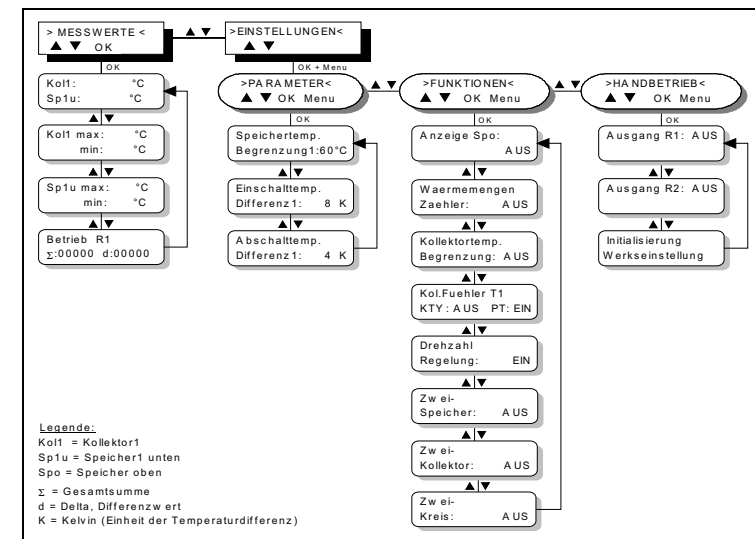 > MESSWERTE <
▲ ▼ OK
▲ ▼
>EINSTELLUNGEN<
▲ ▼
OK
Kol1: °C
Sp1u: °C
▲ ▼
Kol1 max: °C
min: °C
▲ ▼
Sp1u max: °C
min: °C
▲ ▼
Betrieb R1
Σ:00000 d:00000
OK + Menu
>PARAMETER<
▲ ▼ OK Menu
OK
Speichertemp.
Begrenzung1:60°C
▲ ▼
Einschalttemp.
Differenz1: 8 K
▲ ▼
Abschalttemp.
Differenz1: 4 K
▲ ▼
>FUNKTIONEN<
▲ ▼ OK Menu
OK
Anzeige Spo:
AUS
▲ ▼
Waermemengen
Zaehler: AUS
▲ ▼
Kollektortemp.
Begrenzung: AUS
▲ ▼
Kol.Fuehler T1
KTY: AUS PT: EIN
▲ ▼
Drehzahl
Regelung: EIN
▲ ▼
Zwei-
Speicher: AUS
▲ ▼
Zwei-
Kollektor: AUS
▲ ▼
Zwei-
Kreis: AUS
▲ ▼
>HANDBETRIEB<
▲ ▼ OK Menu
OK
Ausgang R1: AUS
▲ ▼
Ausgang R2: AUS
▲ ▼
Initialisierung
Werkseinstellung
Legende:
Kol1 = Kollektor1
Sp1u = Speicher1 unten
Spo = Speicher oben
Σ = Gesamtsumme
d = Delta, Differenzwert
K = Kelvin (Einheit der Temperaturdifferenz)